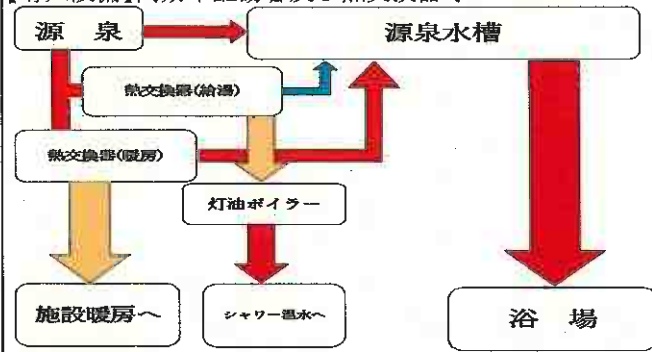 源　泉
源泉水槽
熱交換器(給湯)
熱交換器(暖房)
灯油ボイラー
施設暖房へ
シャワー温水へ
浴　場